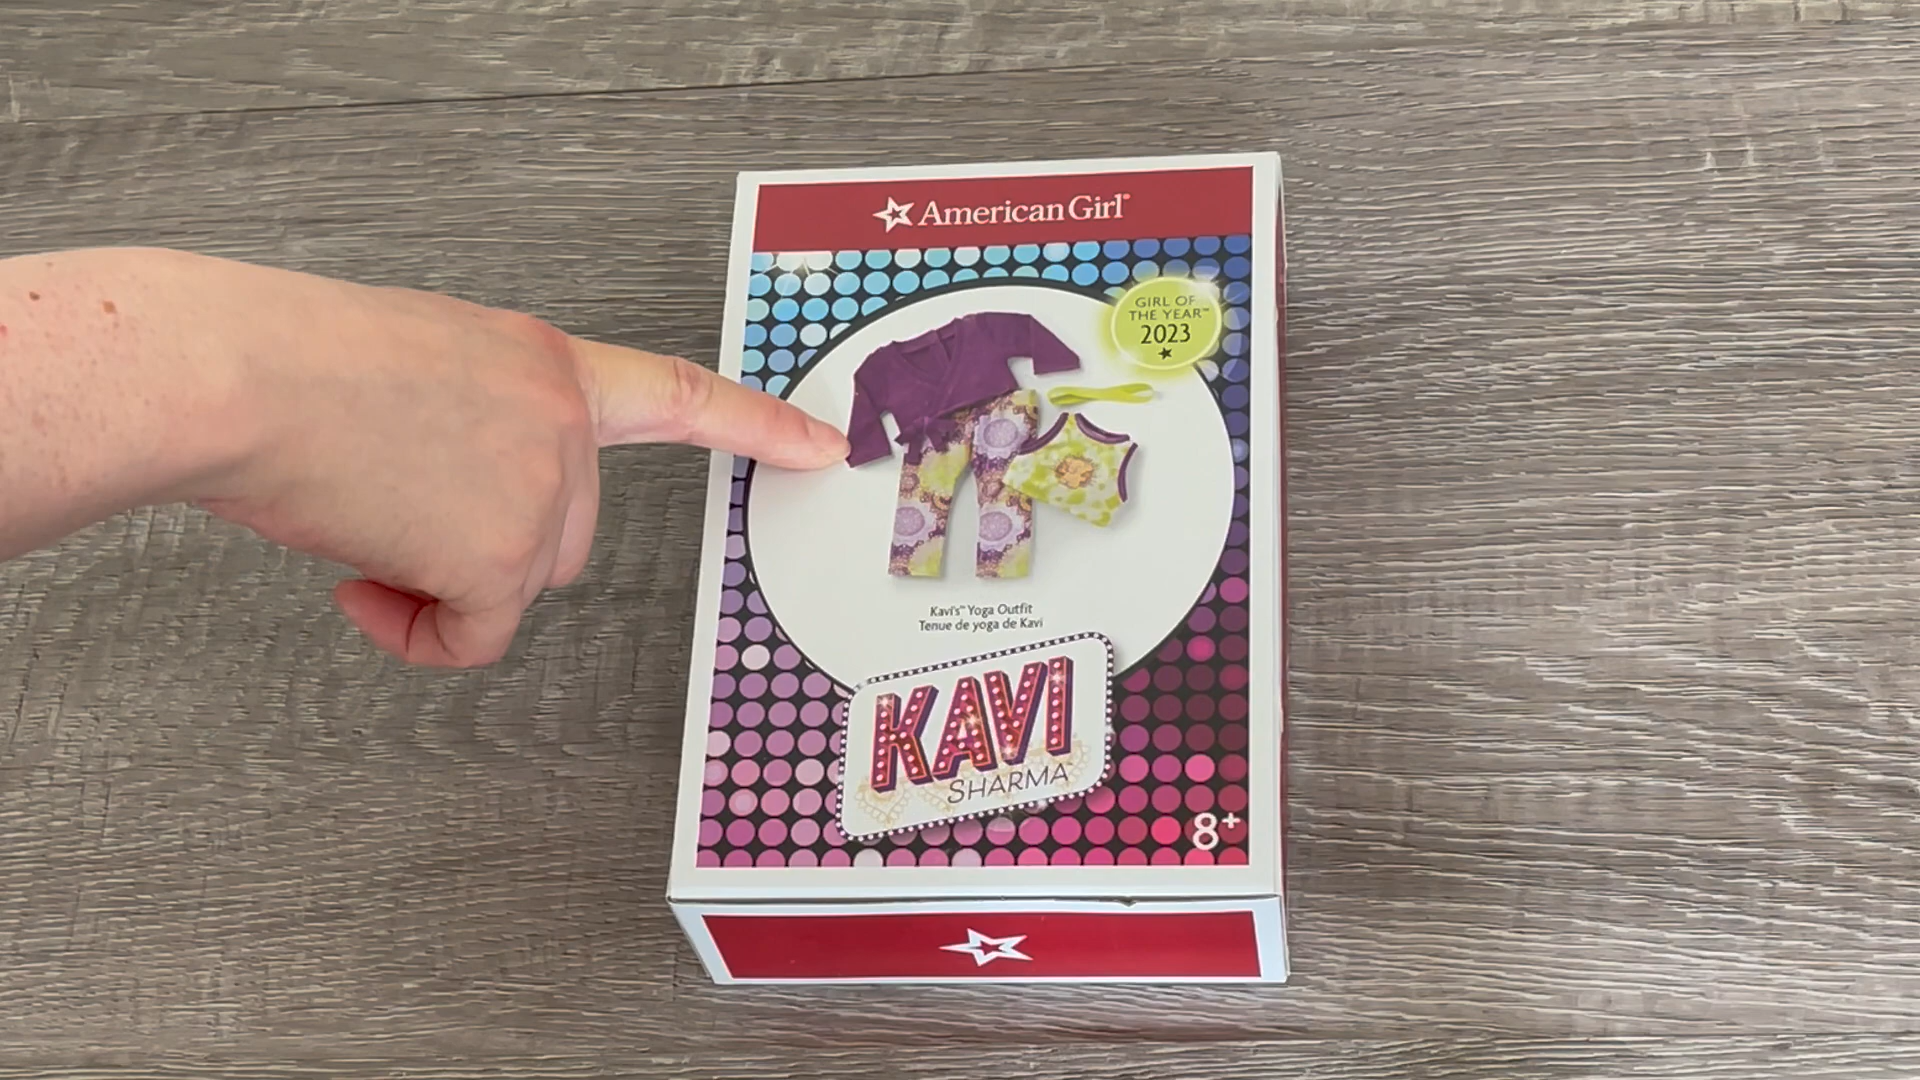 American Girl®
GIRL OF
THE YEAR™
2023
Kavi's™ Yoga Outfit
Tenue de yoga de Kavi
KAVI
SHARMA
8+